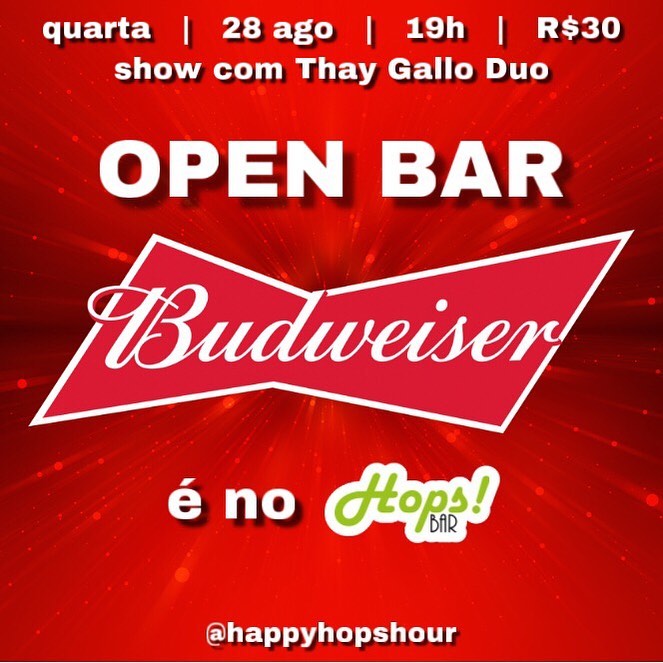 quarta | 28 ago | 19h | R$30
show com Thay Gallo Duo
OPEN BAR
Budweiser
é no Hops!
BAR
@happyhopshour